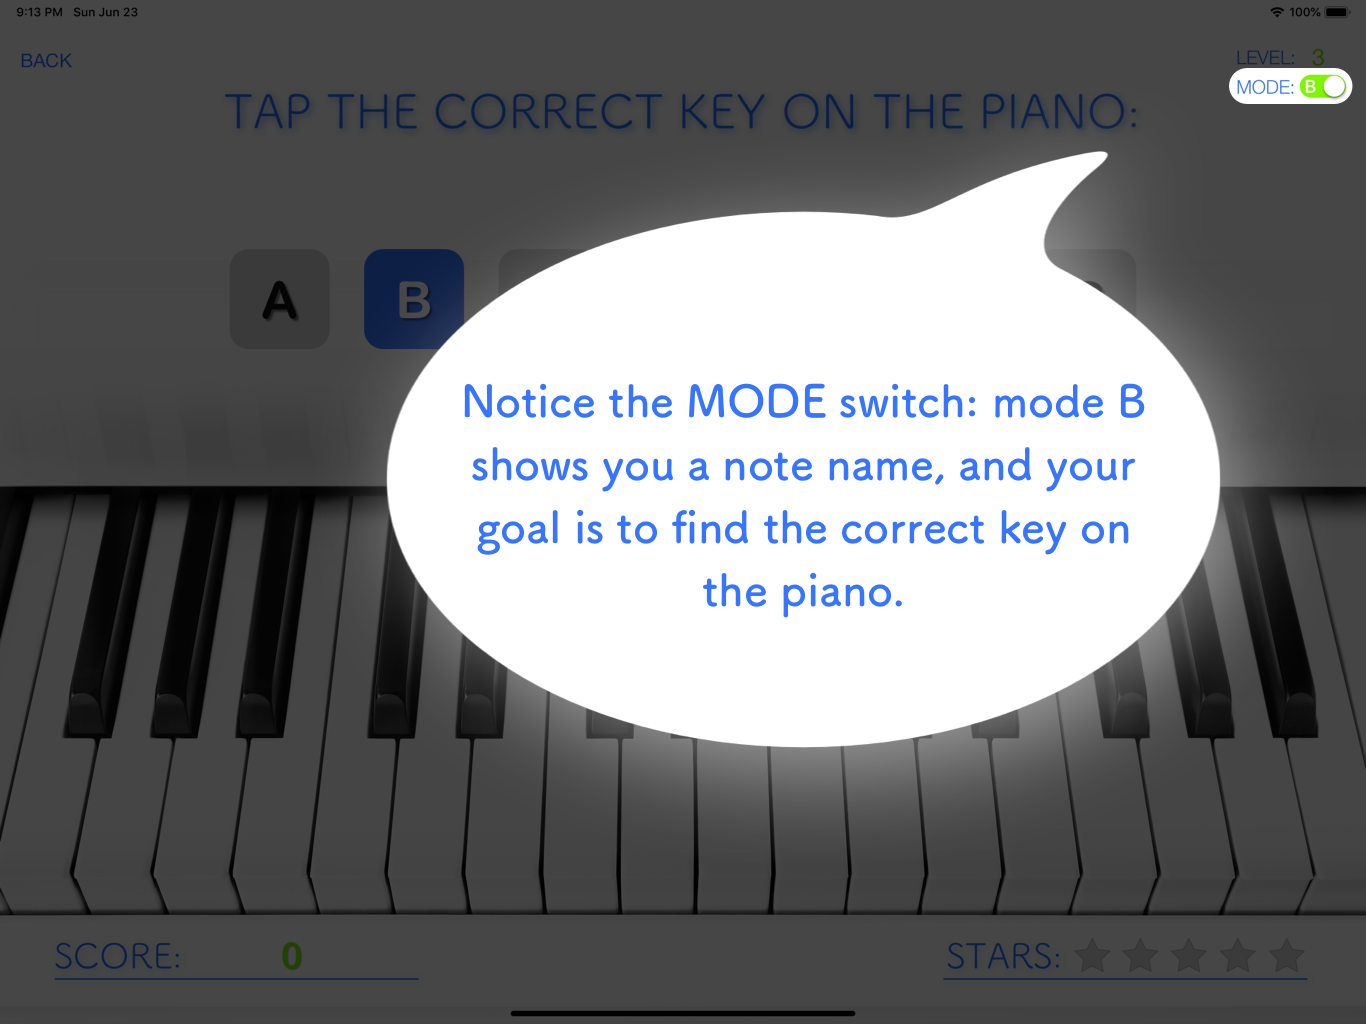 9:13 PM Sun Jun 23
100%
BACK
LEVEL: 3
MODE: B
TAP THE CORRECT KEY ON THE PIANO:
A B
Notice the MODE switch: mode B
shows you a note name, and your
goal is to find the correct key on
the piano.
SCORE: 0
STARS: